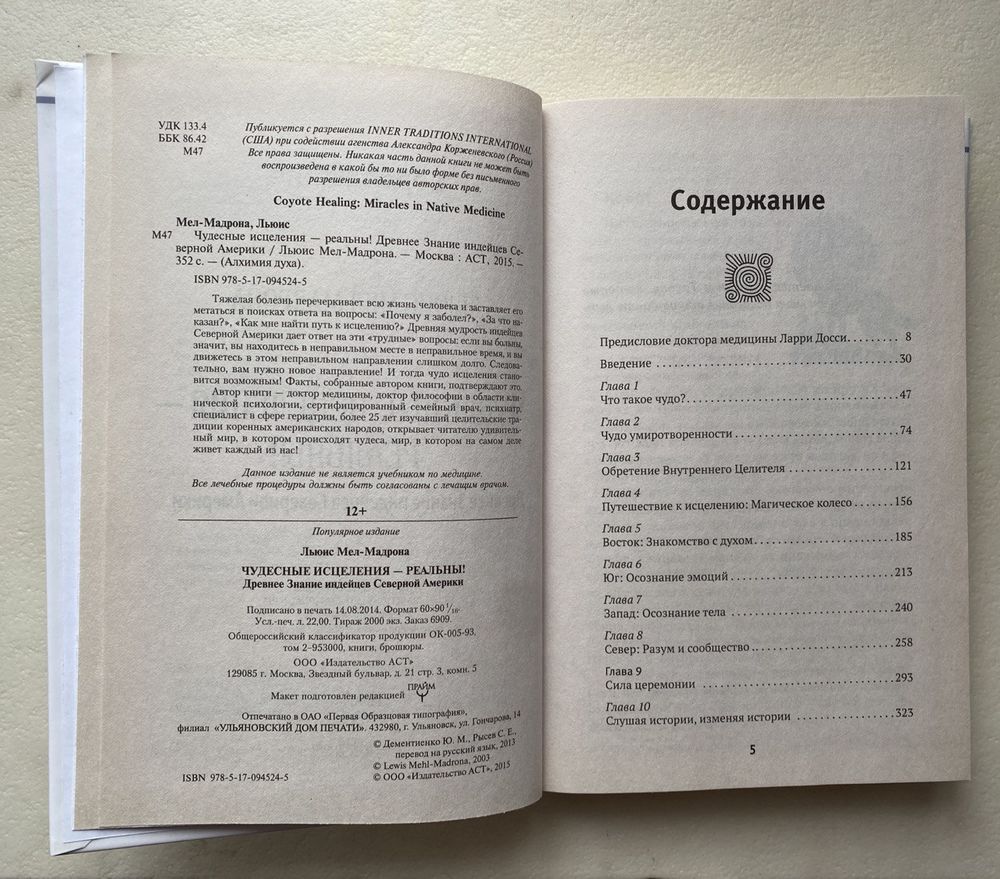 УДК 133.4
ББК 86.42
М47
Публикуется с разрешения INNER TRADITIONS INTERNATIONAL
(США) при содействии агенства Александра Корженевского (Россия)
Все права защищены. Никакая часть данной книги не может быть
воспроизведена в какой бы то ни было форме без письменного
разрешения владельцев авторских прав.
Coyote Healing: Miracles in Native Medicine
Мел-Мадрона, Льюис
М47 Чудесные исцеления — реальны! Древнее Знание индейцев Се-
верной Америки / Льюис Мел-Мадрона. — Москва : АСТ, 2015. —
352 с. — (Алхимия духа).
ISBN 978-5-17-094524-5
Тяжелая болезнь перечеркивает всю жизнь человека и заставляет его
метаться в поисках ответа на вопросы: «Почему я заболел?», «За что на-
казан?», «Как мне найти путь к исцелению?» Древняя мудрость индейцев
Северной Америки дает ответ на эти «трудные» вопросы: если вы больны,
значит, вы находитесь в неправильном месте в неправильное время, и вы
движетесь в этом неправильном направлении слишком долго. Следова-
тельно, вам нужно новое направление! И тогда чудо исцеления стано-
вится возможным! Факты, собранные автором книги, подтверждают это.
Автор книги — доктор медицины, доктор философии в области кли-
нической психологии, сертифицированный семейный врач, психиатр,
специалист в сфере гериатрии, более 25 лет изучавший целительские тра-
диции коренных американских народов, открывает читателю удивитель-
ный мир, в котором происходят чудеса, мир, в котором на самом деле
живет каждый из нас!
Данное издание не является учебником по медицине.
Все лечебные процедуры должны быть согласованы с лечащим врачом.
12+
Популярное издание
Льюис Мел-Мадрона
ЧУДЕСНЫЕ ИСЦЕЛЕНИЯ — РЕАЛЬНЫ!
Древнее Знание индейцев Северной Америки
Подписано в печать 14.08.2014. Формат 60×90 1/16.
Усл.-печ. л. 22,00. Тираж 2000 экз. Заказ 6909.
Общероссийский классификатор продукции ОК-005-93,
том 2–953000, книги, брошюры.
ООО «Издательство АСТ»
129085 г. Москва, Звездный бульвар, д. 21 стр. 3, комн. 5
Макет подготовлен редакцией ПРАЙМ
Отпечатано в ОАО «Первая Образцовая типография»,
филиал «УЛЬЯНОВСКИЙ ДОМ ПЕЧАТИ». 432980, г. Ульяновск, ул. Гончарова, 14
© Дементиенко Ю. М., Рысев С. Е.,
перевод на русский язык, 2013
© Lewis Mehl-Madrona, 2003
ISBN 978-5-17-094524-5 © ООО «Издательство АСТ», 2015
Содержание
Предисловие доктора медицины Ларри Досси. . . . . . . . . 8
Введение . . . . . . . . . . . . . . . . . . . . . . . . . . . . . . 30
Глава 1
Что такое чудо?. . . . . . . . . . . . . . . . . . . . . . . . . . 47
Глава 2
Чудо умиротворенности . . . . . . . . . . . . . . . . . . . . 74
Глава 3
Обретение Внутреннего Целителя . . . . . . . . . . . . . . 121
Глава 4
Путешествие к исцелению: Магическое колесо . . . . . . 156
Глава 5
Восток: Знакомство с духом. . . . . . . . . . . . . . . . . . 185
Глава 6
Юг: Осознание эмоций . . . . . . . . . . . . . . . . . . . . . 213
Глава 7
Запад: Осознание тела . . . . . . . . . . . . . . . . . . . . . 240
Глава 8
Север: Разум и сообщество . . . . . . . . . . . . . . . . . . . 258
Глава 9
Сила церемонии . . . . . . . . . . . . . . . . . . . . . . . . . 293
Глава 10
Слушая истории, изменяя истории . . . . . . . . . . . . . 323
5